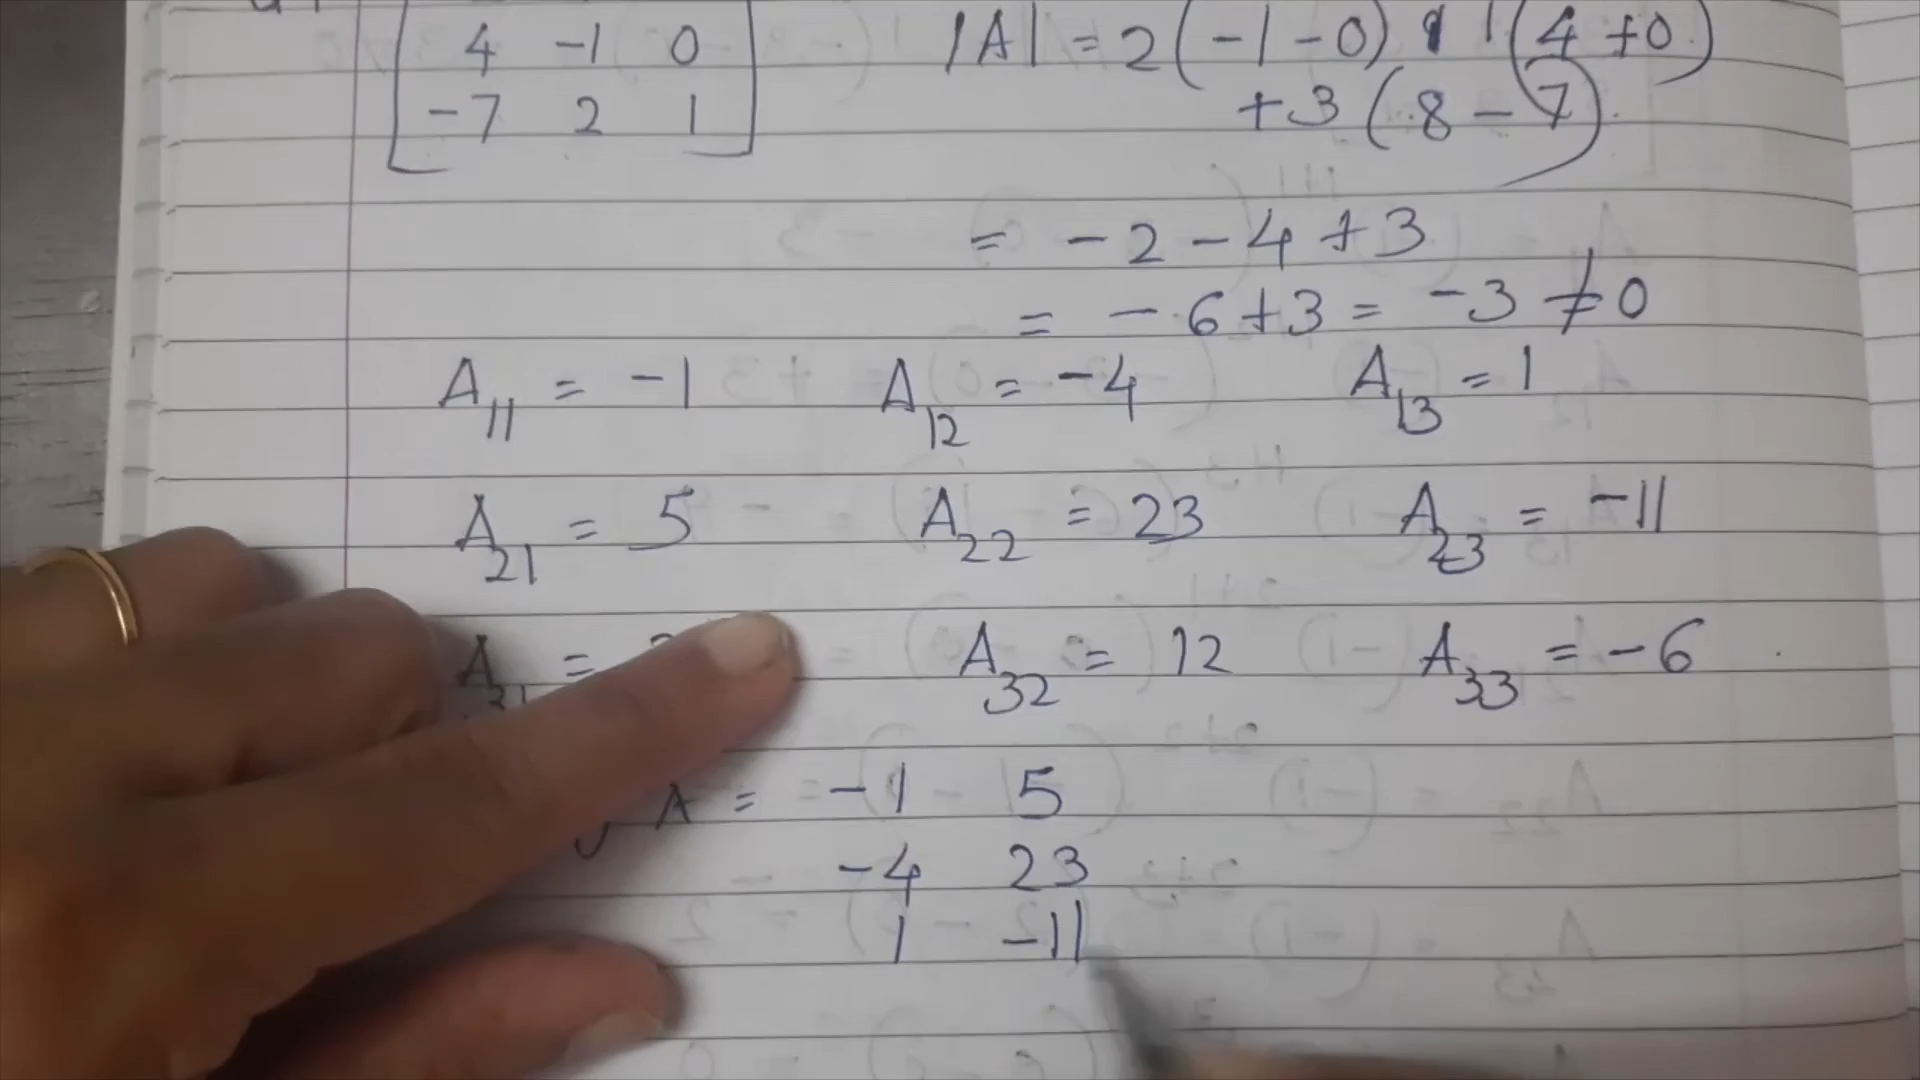 4 -1 0 |A| = 2(-1-0) 1(4+0)
-7 2 1 +3(8-7)
= -2-4+3
= -6+3 = -3 ≠ 0
A11 = -1 A12 = -4 A13 = 1
A21 = 5 A22 = 23 A23 = -11
A31 = A32 = 12 A33 = -6
A = -1 5
-4 23
1 -11